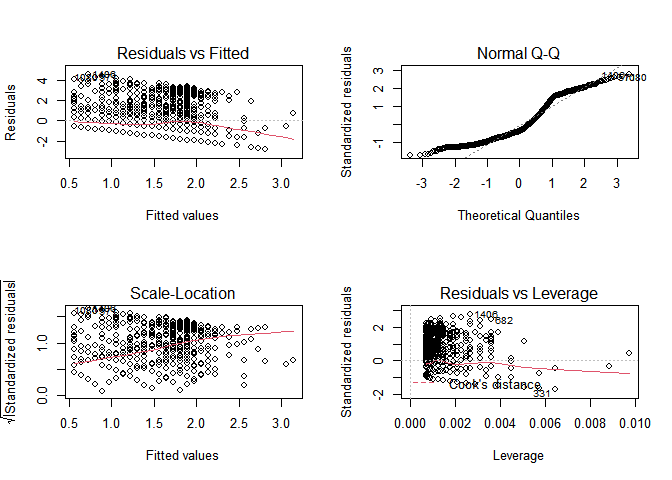 Residuals vs Fitted
Residuals
-2 0 2 4
1406
0.5 1.0 1.5 2.0 2.5 3.0
Fitted values
Normal Q-Q
Standardized residuals
-1 1 2 3
-3 -2 -1 0 1 2 3
Theoretical Quantiles
Scale-Location
√|Standardized residuals|
0.0 1.0
0.5 1.0 1.5 2.0 2.5 3.0
Fitted values
Residuals vs Leverage
Standardized residuals
-2 0 2
1406
682
Cook's distance
331
0.000 0.002 0.004 0.006 0.008 0.010
Leverage